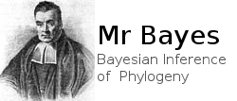 Mr Bayes
Bayesian Inference
of Phylogeny